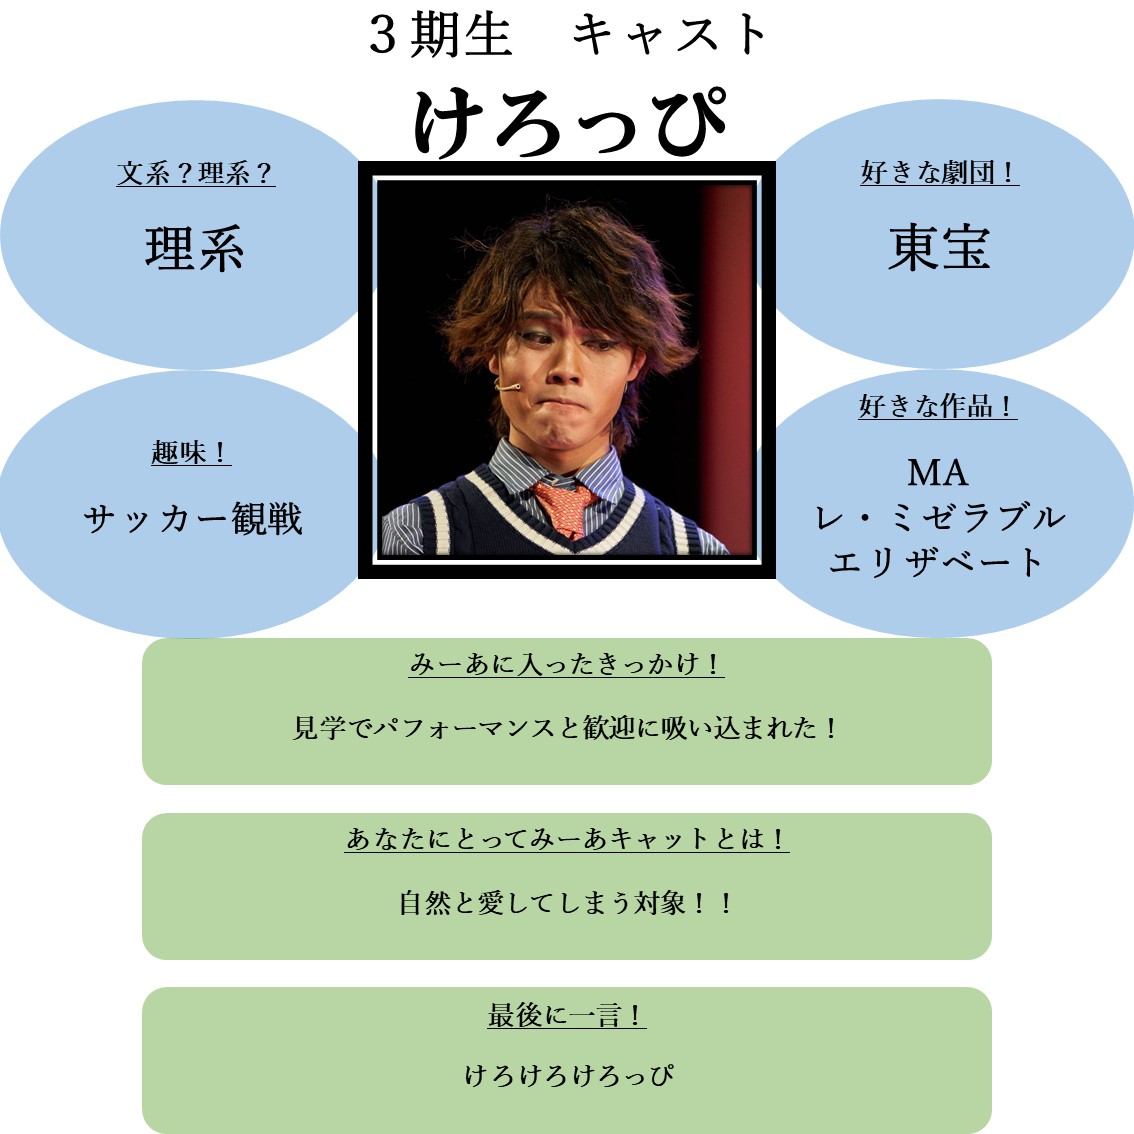 ３期生　キャスト
けろっぴ
文系？理系？
理系
好きな劇団！
東宝
趣味！
サッカー観戦
好きな作品！
MA
レ・ミゼラブル
エリザベート
みーあに入ったきっかけ！
見学でパフォーマンスと歓迎に吸い込まれた！
あなたにとってみーあキャットとは！
自然と愛してしまう対象！！
最後に一言！
けろけろけろっぴ